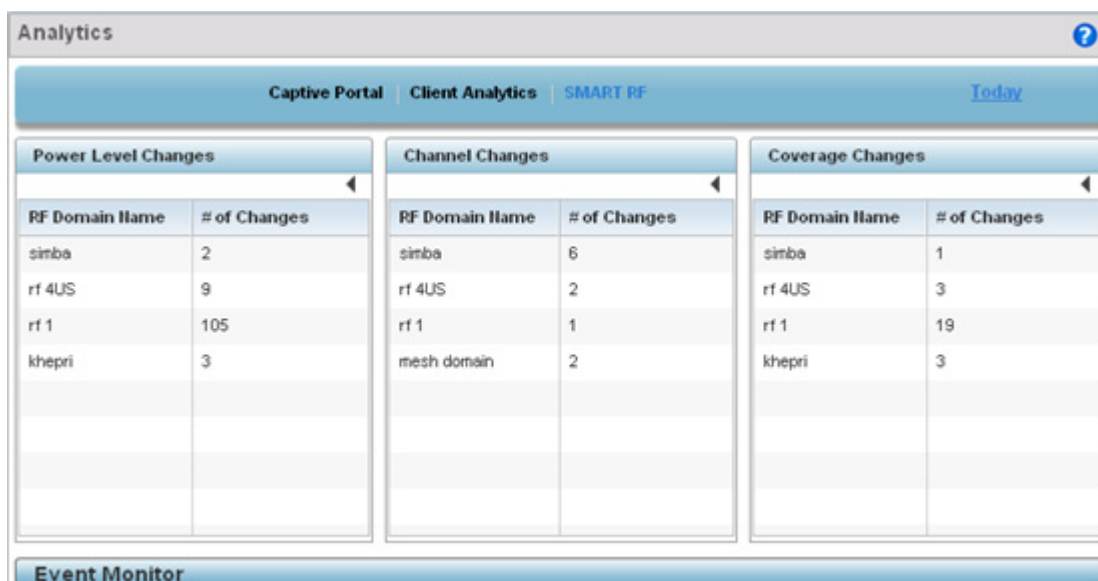 Analytics
?
Captive Portal | Client Analytics | SMART RF Today
Power Level Changes
RF Domain Name # of Changes
simba 2
rf 4US 9
rf 1 105
khepri 3
Channel Changes
RF Domain Name # of Changes
simba 6
rf 4US 2
rf 1 1
mesh domain 2
Coverage Changes
RF Domain Name # of Changes
simba 1
rf 4US 3
rf 1 19
khepri 3
Event Monitor